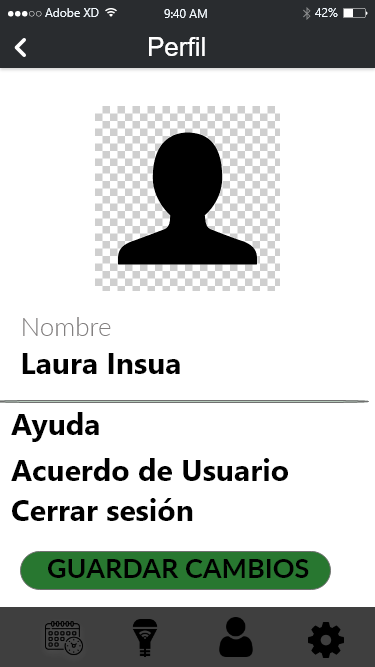 Adobe XD 9:40 AM 42%
Perfil
Nombre
Laura Insua
Ayuda
Acuerdo de Usuario
Cerrar sesión
GUARDAR CAMBIOS